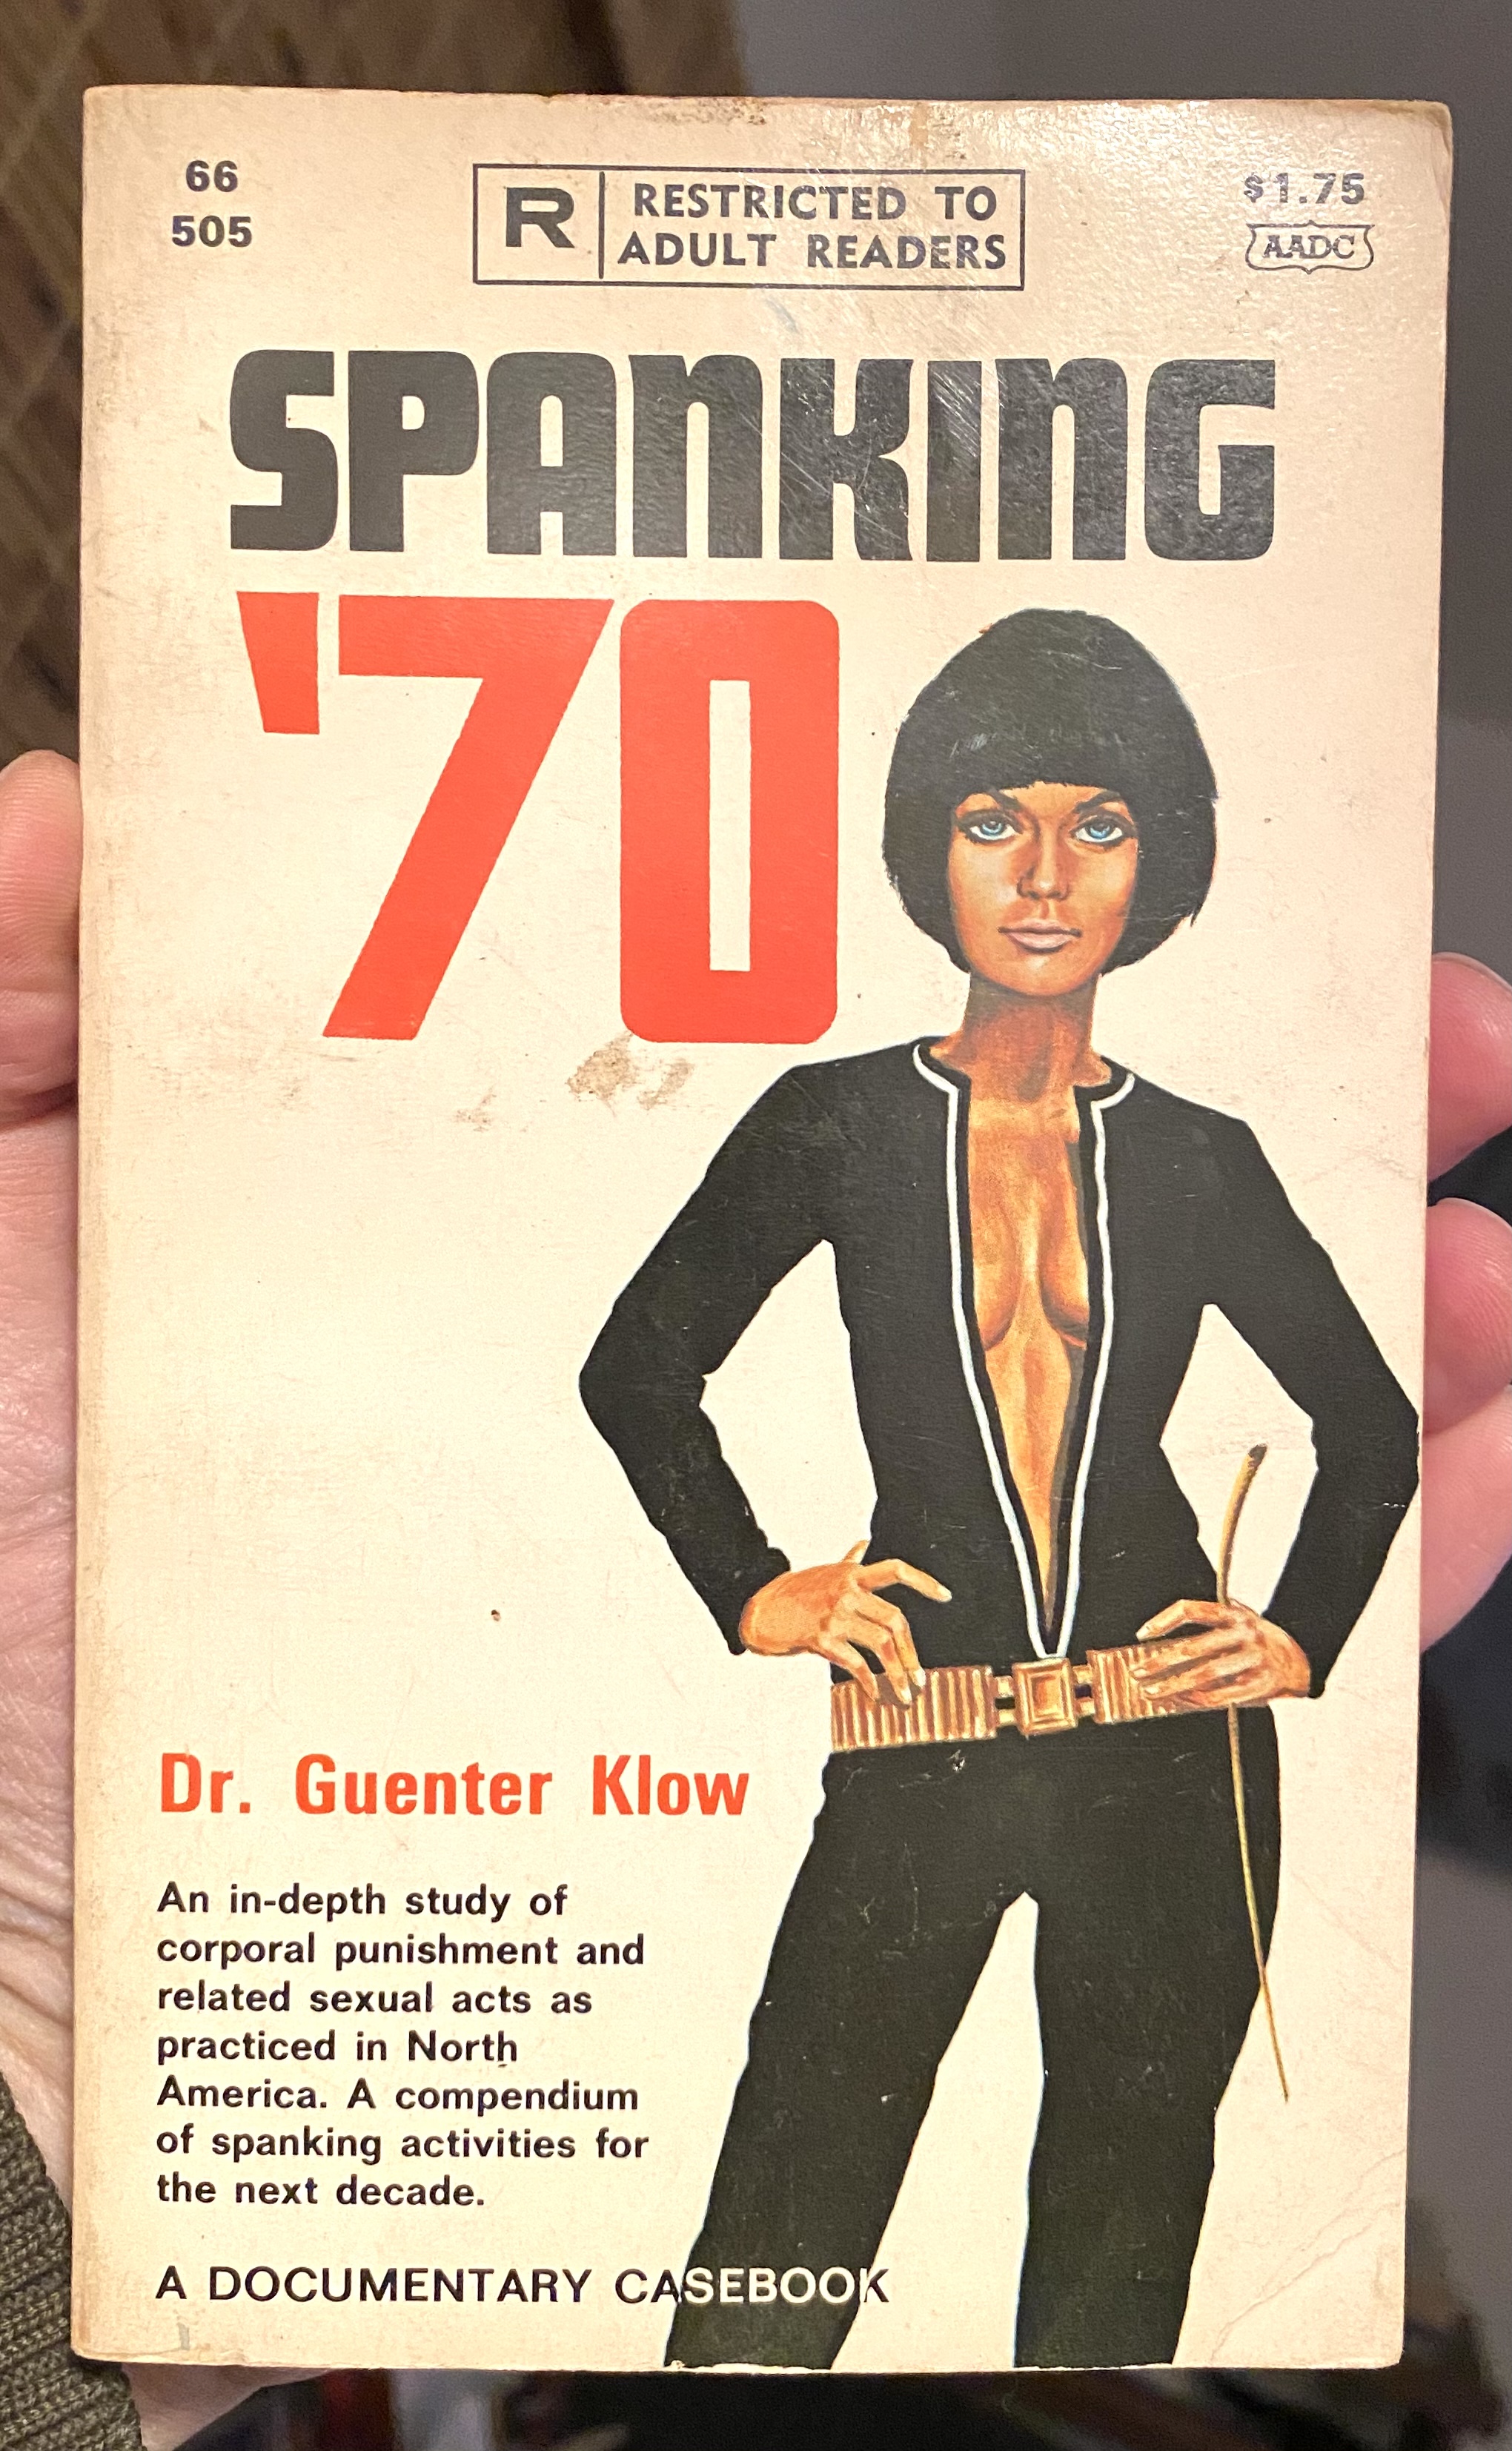 66
505
R
RESTRICTED TO
ADULT READERS
$1.75
AADC
SPANKING
'70
Dr. Guenter Klow
An in-depth study of
corporal punishment and
related sexual acts as
practiced in North
America. A compendium
of spanking activities for
the next decade.
A DOCUMENTARY CASEBOOK